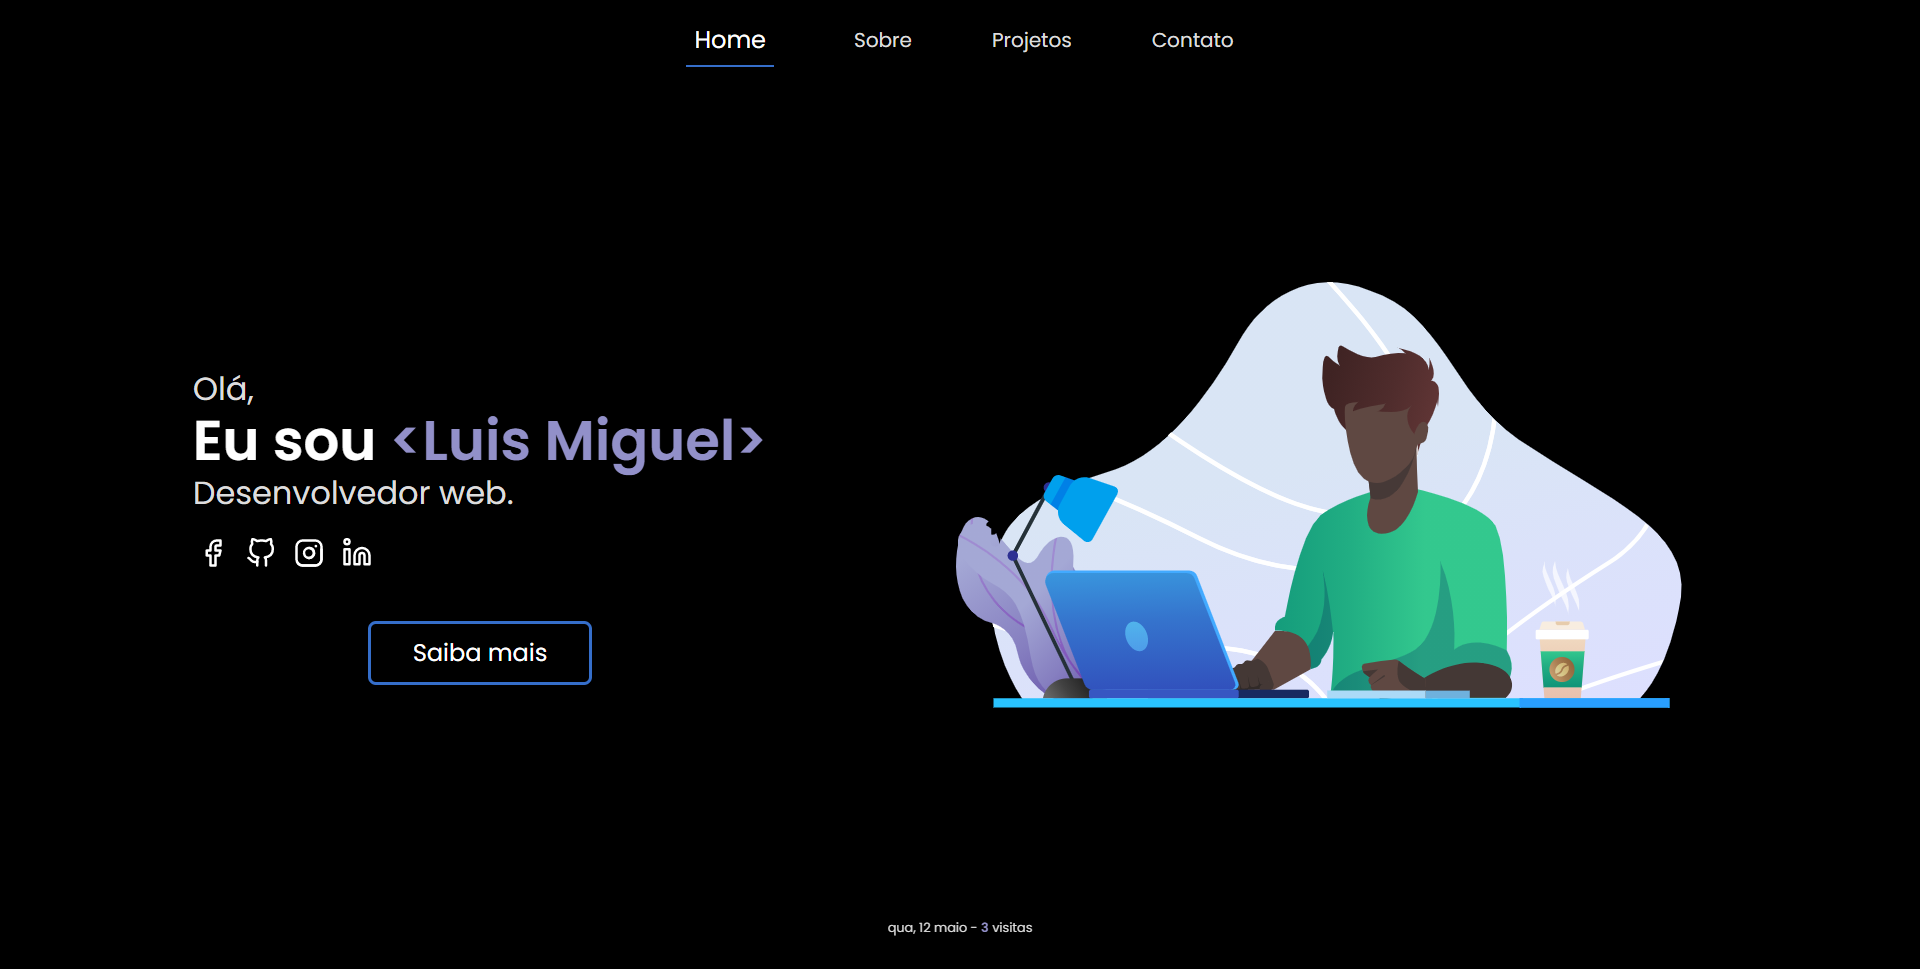 Home Sobre Projetos Contato
Olá,
Eu sou <Luis Miguel>
Desenvolvedor web.
Saiba mais
qua, 12 maio - 3 visitas